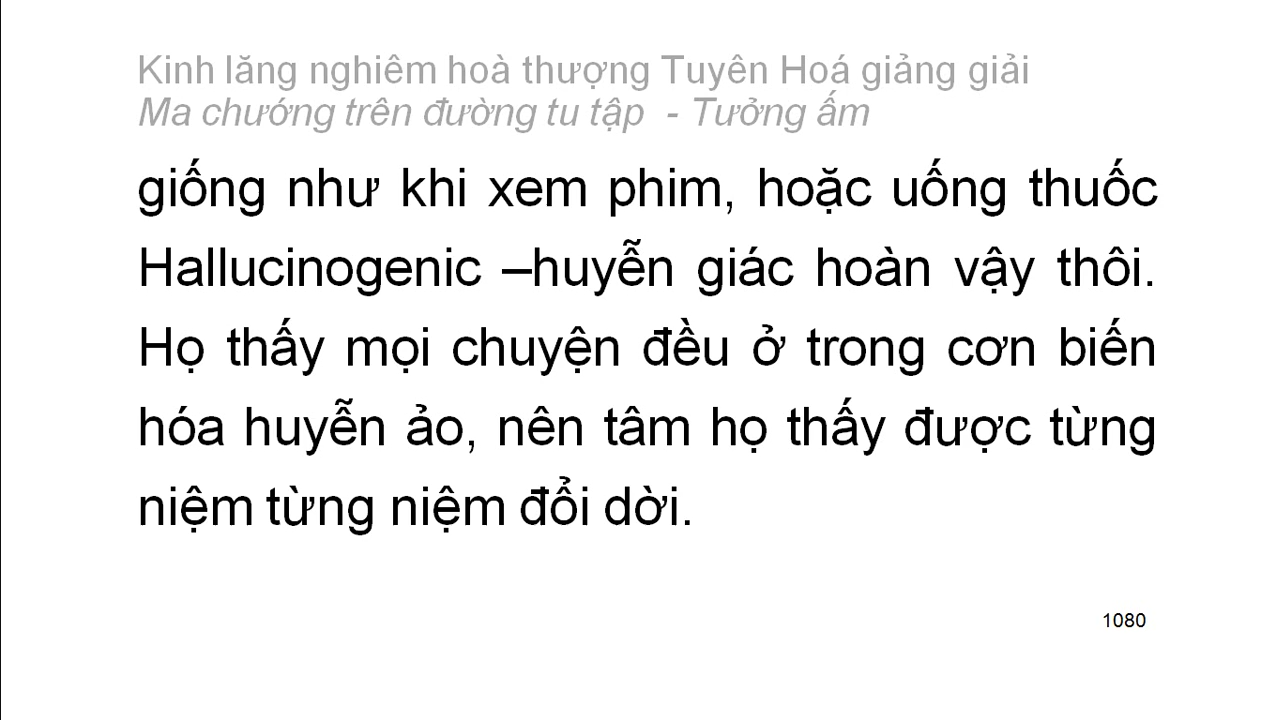 Kinh lăng nghiêm hoà thượng Tuyên Hoá giảng giải
Ma chướng trên đường tu tập - Tưởng ấm
giống như khi xem phim, hoặc uống thuốc
Hallucinogenic –huyễn giác hoàn vậy thôi.
Họ thấy mọi chuyện đều ở trong cơn biến
hóa huyễn ảo, nên tâm họ thấy được từng
niệm từng niệm đổi dời.
1080